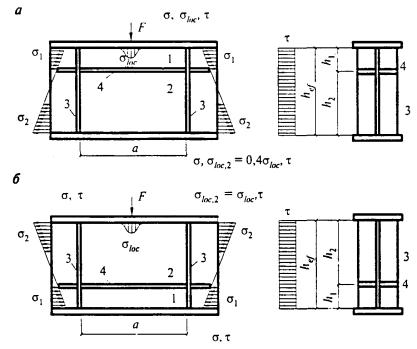 а
F
σ, σloc, τ
σ1
σloc
1
σ1
4
2
3
3
σ2
σ2
a
σ, σloc,2 = 0,4σloc, τ
τ
h1
hef
h2
4
3
б
σ, τ
F
σloc,2 = σloc, τ
σ2
σloc
σ2
3
4
2
3
σ1
1
σ1
a
σ, τ
τ
h2
hef
h1
3
4